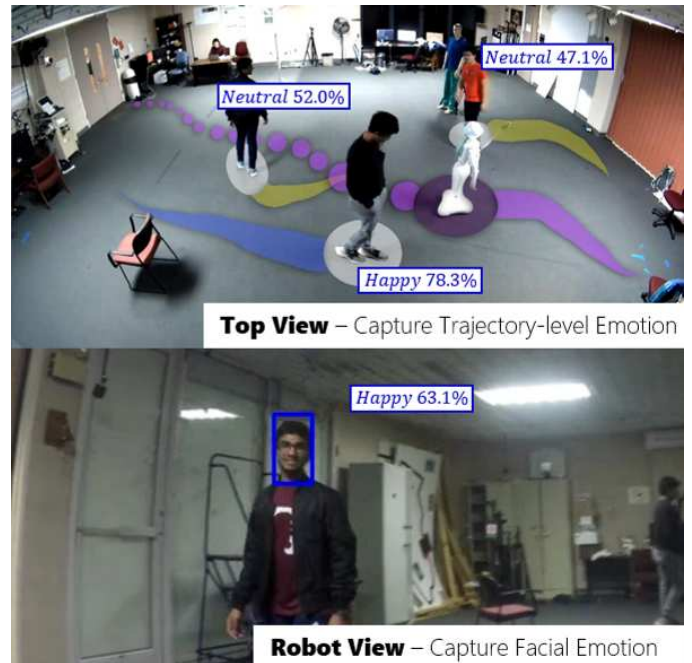 Neutral 47.1%
Neutral 52.0%
Happy 78.3%
Top View – Capture Trajectory-level Emotion
Happy 63.1%
Robot View – Capture Facial Emotion